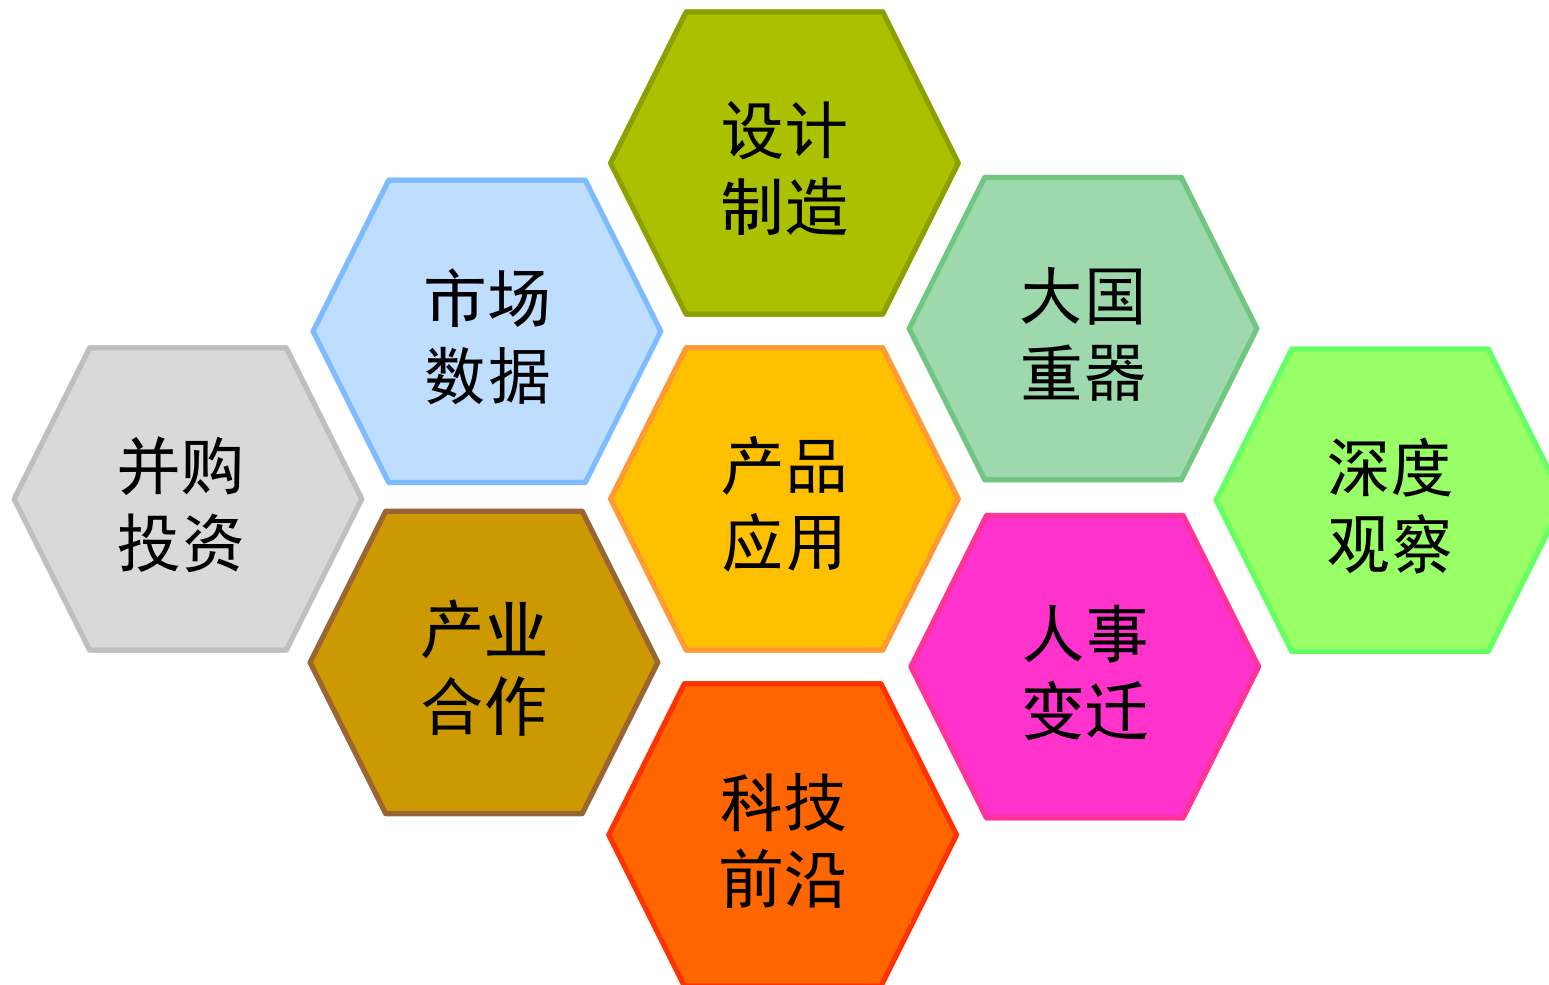 设计
制造
市场
数据
大国
重器
并购
投资
产品
应用
深度
观察
产业
合作
人事
变迁
科技
前沿